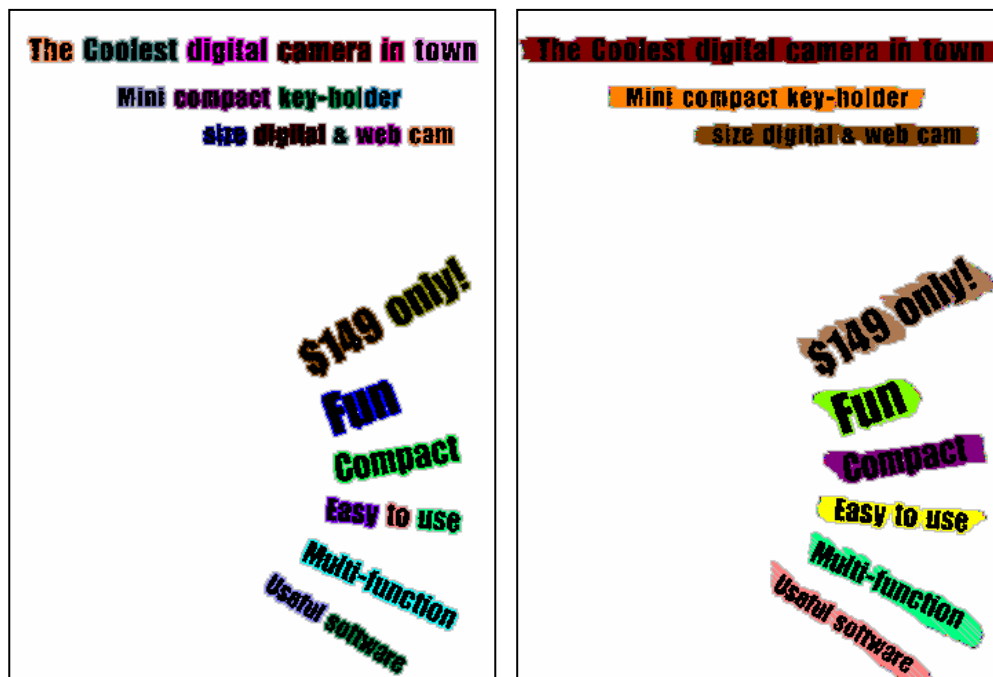 The Coolest digital camera in town
Mini compact key-holder
size digital & web cam
$149 only!
Fun
Compact
Easy to use
Multi-function
Useful software
The Coolest digital camera in town
Mini compact key-holder
size digital & web cam
$149 only!
Fun
Compact
Easy to use
Multi-function
Useful software